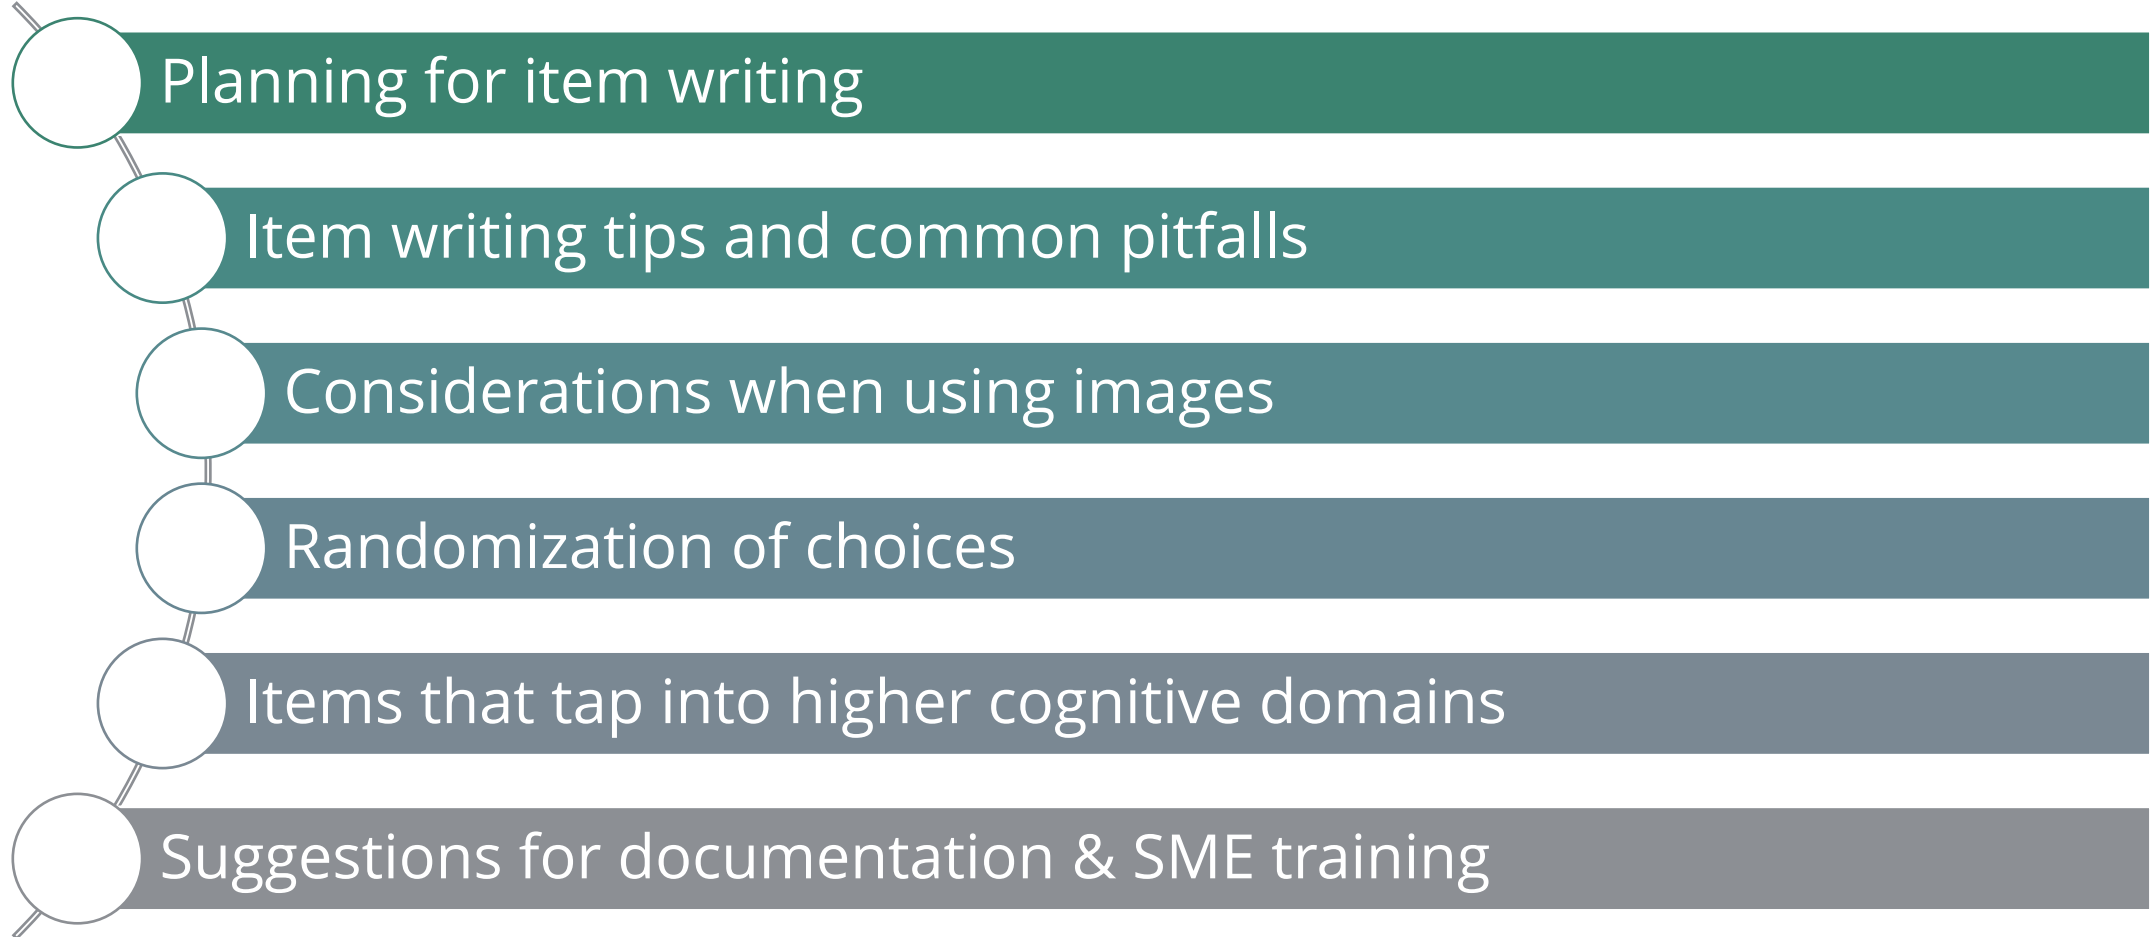 Planning for item writing
Item writing tips and common pitfalls
Considerations when using images
Randomization of choices
Items that tap into higher cognitive domains
Suggestions for documentation & SME training